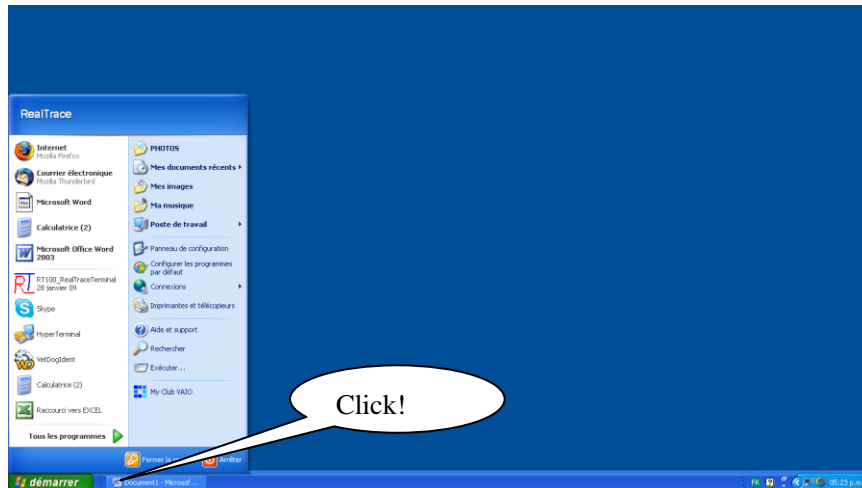 RealTrace
Internet
Mozilla Firefox
Courrier électronique
Mozilla Thunderbird
Microsoft Word
Calculatrice (2)
Microsoft Office Word
2003
RT100_RealTraceTerminal
28 janvier 09
Skype
HyperTerminal
VetDogIdent
Calculatrice (2)
Raccourci vers EXCEL
Tous les programmes
PHOTOS
Mes documents récents
Mes images
Ma musique
Poste de travail
Panneau de configuration
Configurer les programmes
par défaut
Connexions
Imprimantes et télécopieurs
Aide et support
Rechercher
Exécuter...
My Club VAIO
Click!
Fermer la
Arrêter
démarrer
Document1 - Microsof...
FR
05:23 p.m.